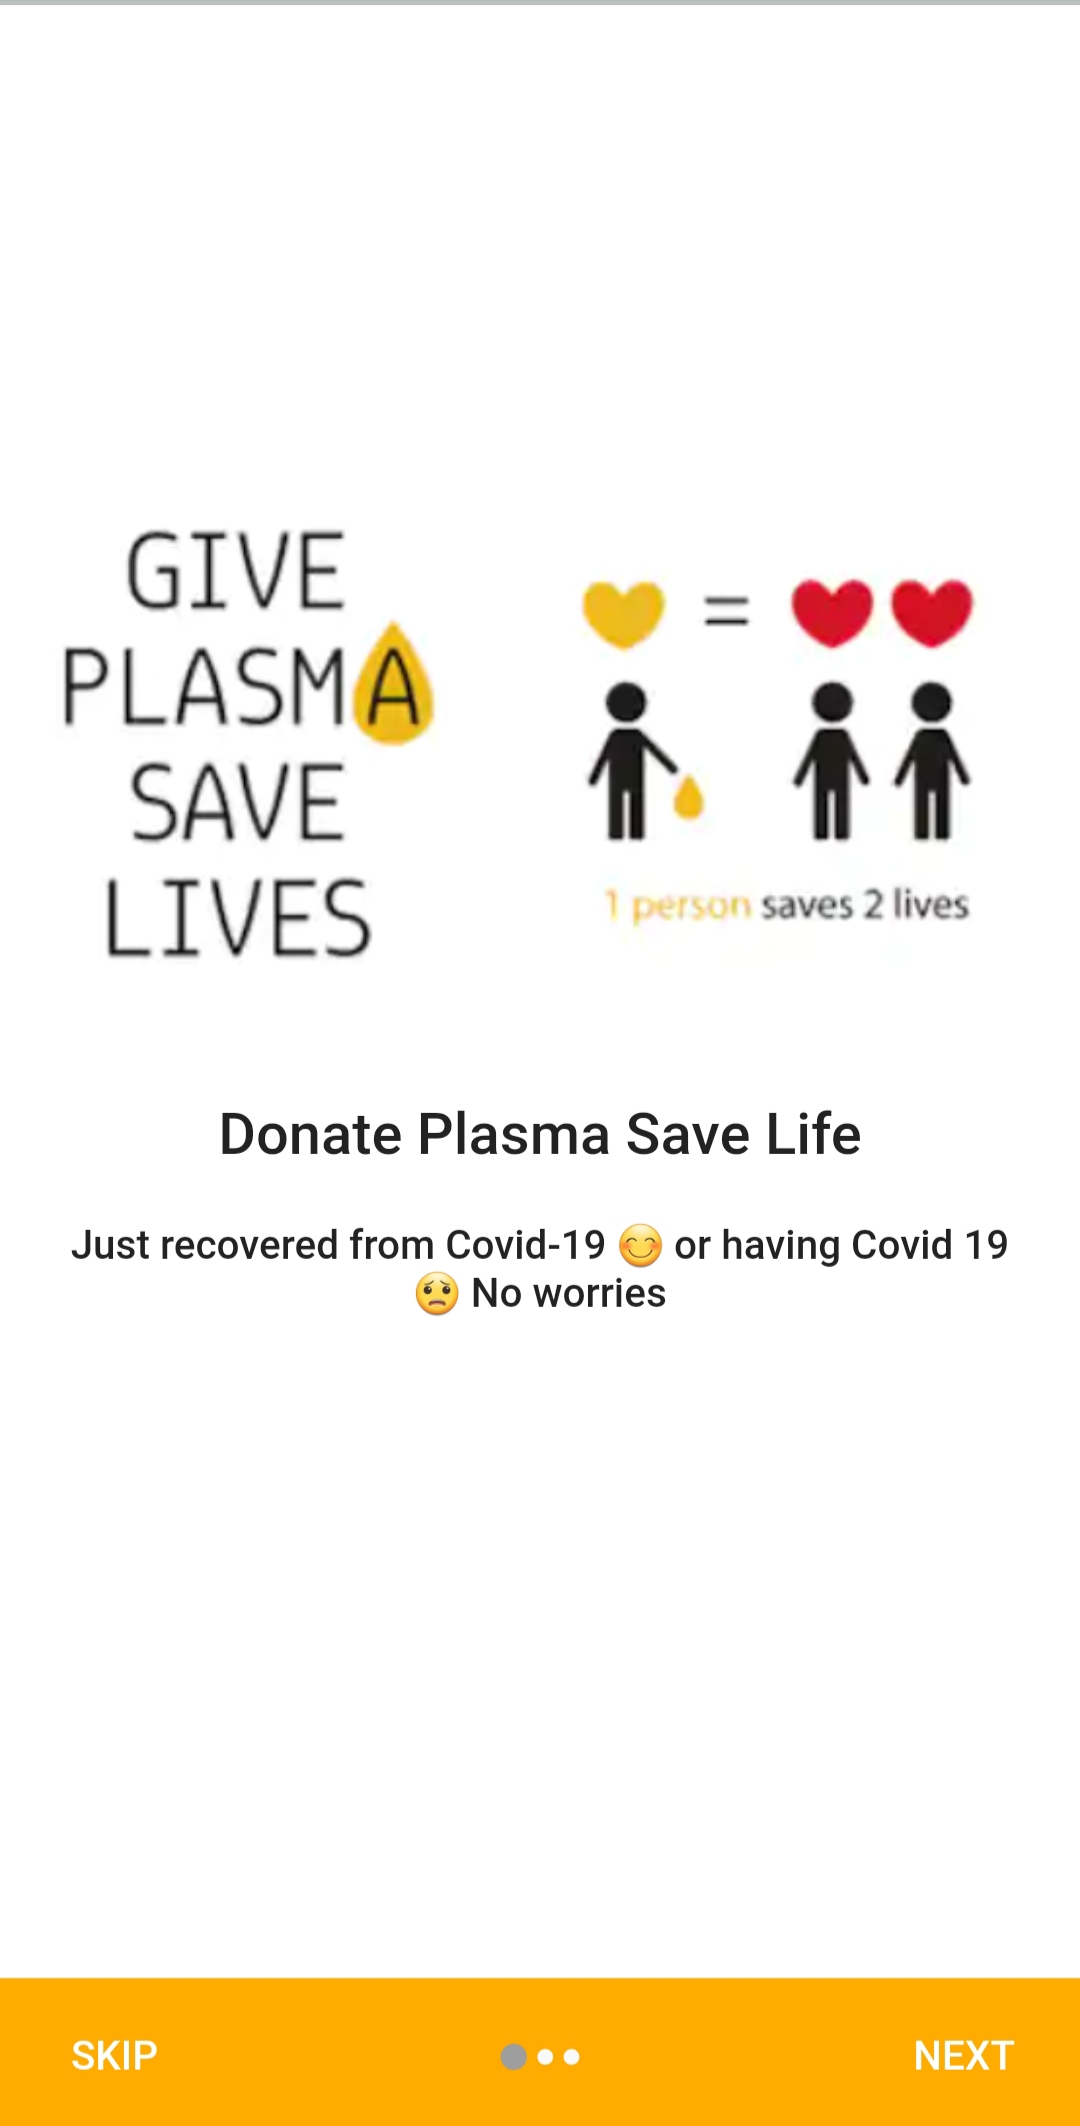 GIVE
PLASMA
SAVE
LIVES
=
1 person saves 2 lives
Donate Plasma Save Life
Just recovered from Covid-19 😊 or having Covid 19
😟 No worries
SKIP
NEXT